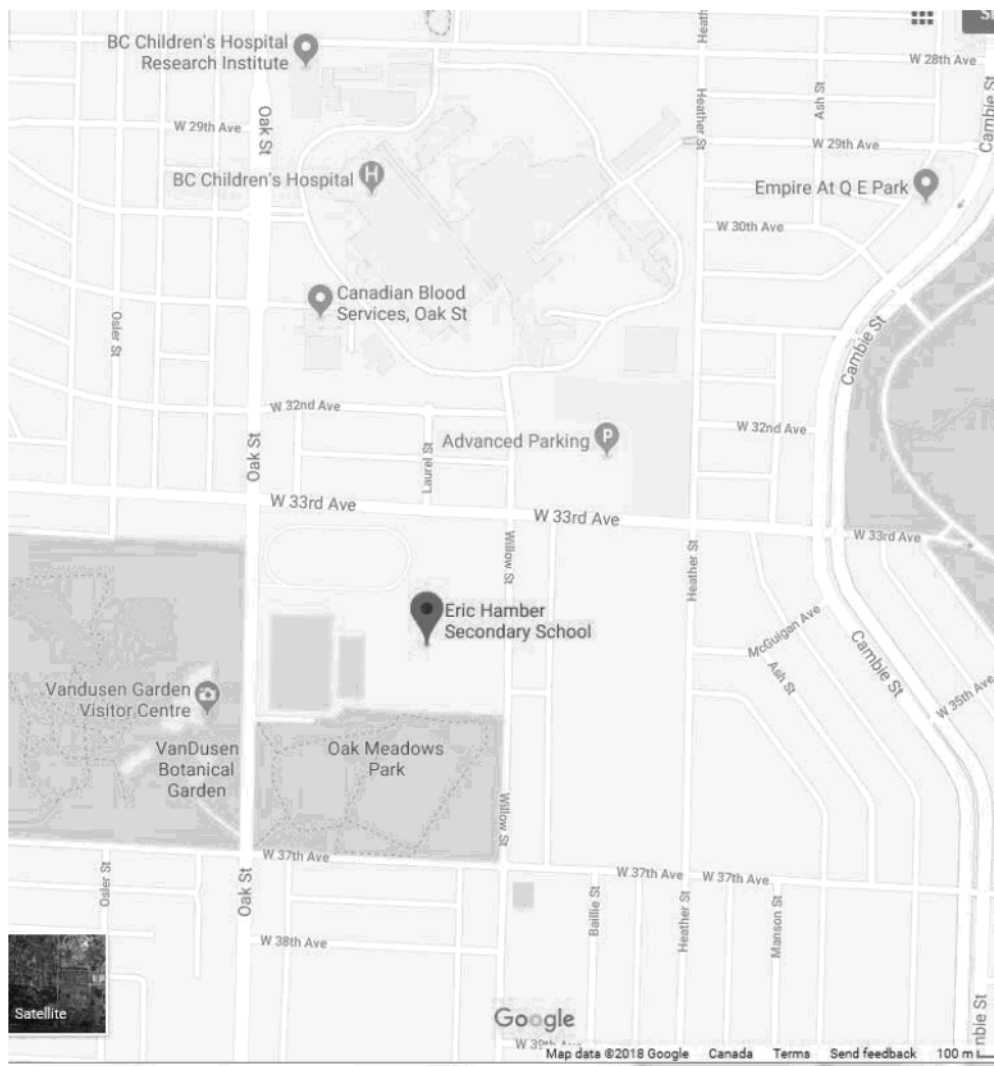 BC Children's Hospital
Research Institute
Heath
W 28th Ave
Oak St
W 29th Ave
Heather St
Ash St
Cambie St
W 29th Ave
BC Children's Hospital
H
Empire At Q E Park
W 30th Ave
Canadian Blood
Services, Oak St
Osler St
Cambie St
W 32nd Ave
Oak St
Laurel St
Advanced Parking
P
W 32nd Ave
W 33rd Ave
W 33rd Ave
W 33rd Ave
Willow St
Heather St
Eric Hamber
Secondary School
McGuigan Ave
Ash St
Cambie St
W 35th Ave
Vandusen Garden
Visitor Centre
VanDusen
Botanical
Garden
Oak Meadows
Park
Willow St
W 37th Ave
W 37th Ave
W 37th Ave
Osler St
Oak St
Baillie St
Heather St
Manson St
W 38th Ave
Satellite
Google
W 39th Ave
mbie St
Map data ©2018 Google
Canada
Terms
Send feedback
100 m